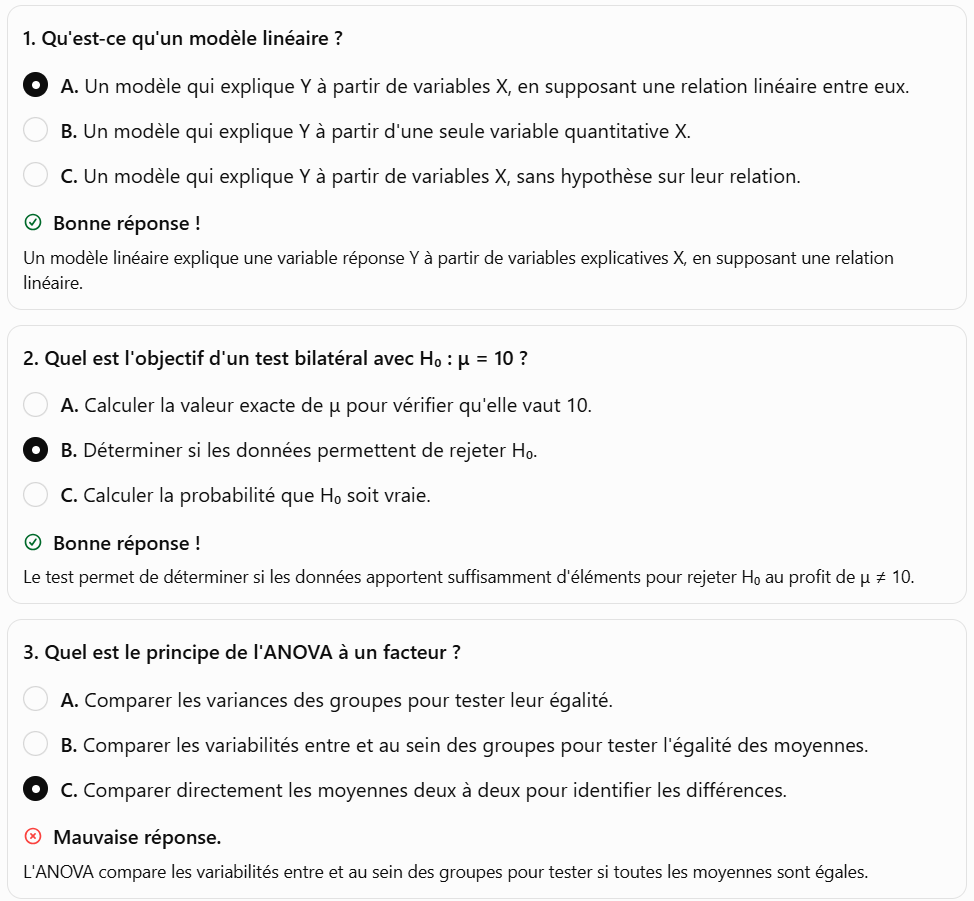 1. Qu'est-ce qu'un modèle linéaire ?
A. Un modèle qui explique Y à partir de variables X, en supposant une relation linéaire entre eux.
B. Un modèle qui explique Y à partir d'une seule variable quantitative X.
C. Un modèle qui explique Y à partir de variables X, sans hypothèse sur leur relation.
Bonne réponse !
Un modèle linéaire explique une variable réponse Y à partir de variables explicatives X, en supposant une relation
linéaire.
2. Quel est l'objectif d'un test bilatéral avec H₀ : μ = 10 ?
A. Calculer la valeur exacte de μ pour vérifier qu'elle vaut 10.
B. Déterminer si les données permettent de rejeter H₀.
C. Calculer la probabilité que H₀ soit vraie.
Bonne réponse !
Le test permet de déterminer si les données apportent suffisamment d'éléments pour rejeter H₀ au profit de μ ≠ 10.
3. Quel est le principe de l'ANOVA à un facteur ?
A. Comparer les variances des groupes pour tester leur égalité.
B. Comparer les variabilités entre et au sein des groupes pour tester l'égalité des moyennes.
C. Comparer directement les moyennes deux à deux pour identifier les différences.
Mauvaise réponse.
L'ANOVA compare les variabilités entre et au sein des groupes pour tester si toutes les moyennes sont égales.